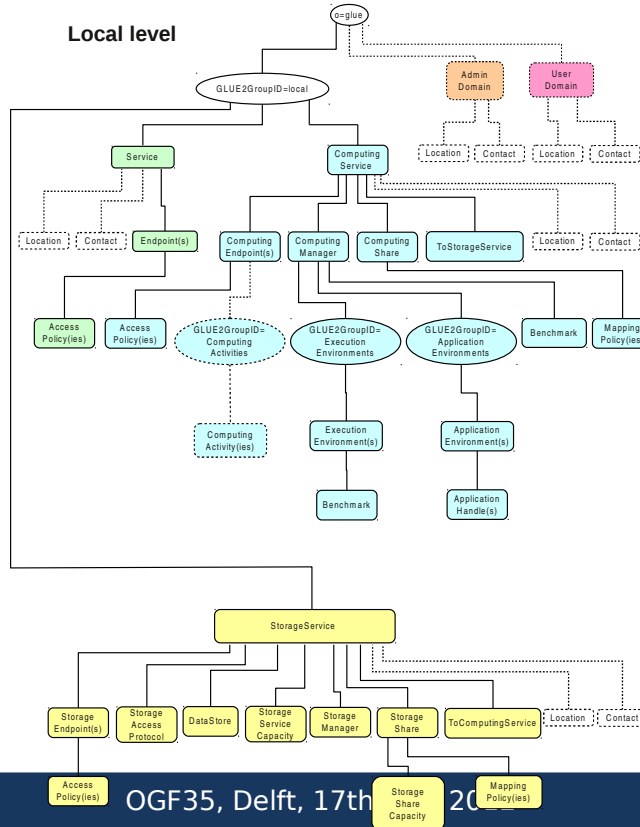 o=glue
Local level
GLUE2GroupID=local
Admin
Domain
User
Domain
Service
Computing
Service
Location
Contact
Location
Contact
Location
Contact
Endpoint(s)
Computing
Endpoint(s)
Computing
Manager
Computing
Share
ToStorageService
Location
Contact
Access
Policy(ies)
Access
Policy(ies)
GLUE2GroupID=
Computing
Activities
GLUE2GroupID=
Execution
Environments
GLUE2GroupID=
Application
Environments
Benchmark
Mapping
Policy(ies
Computing
Activity(ies)
Execution
Environment(s)
Application
Environment(s)
Benchmark
Application
Handle(s)
StorageService
Storage
Endpoint(s)
Storage
Access
Protocol
DataStore
Storage
Service
Capacity
Storage
Manager
Storage
Share
ToComputingService
Location
Contact
Access
Policy(ies)
Storage
Share
Capacity
Mapping
Policy(ies)
OGF35, Delft, 17th